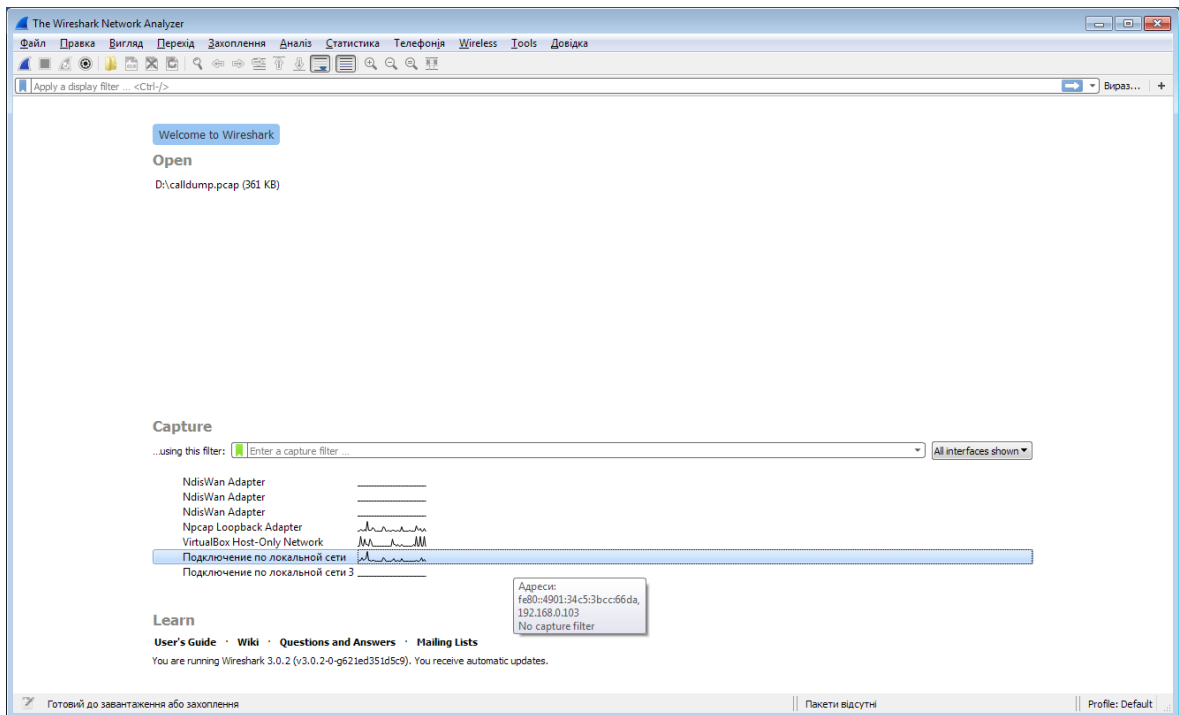 The Wireshark Network Analyzer
Файл Правка Вигляд Перехід Захоплення Аналіз Статистика Телефонія Wireless Tools Довідка
Apply a display filter ... <Ctrl-/> Вираз... +
Welcome to Wireshark
Open
D:\calldump.pcap (361 KB)
Capture
...using this filter: Enter a capture filter ... All interfaces shown
NdisWan Adapter
NdisWan Adapter
NdisWan Adapter
Npcap Loopback Adapter
VirtualBox Host-Only Network
Подключение по локальной сети
Подключение по локальной сети 3
Адреси:
fe80::4901:34c5:3bcc:66da,
192.168.0.103
No capture filter
Learn
User's Guide · Wiki · Questions and Answers · Mailing Lists
You are running Wireshark 3.0.2 (v3.0.2-0-g621ed351d5c9). You receive automatic updates.
Готовий до завантаження або захоплення Пакети відсутні Profile: Default